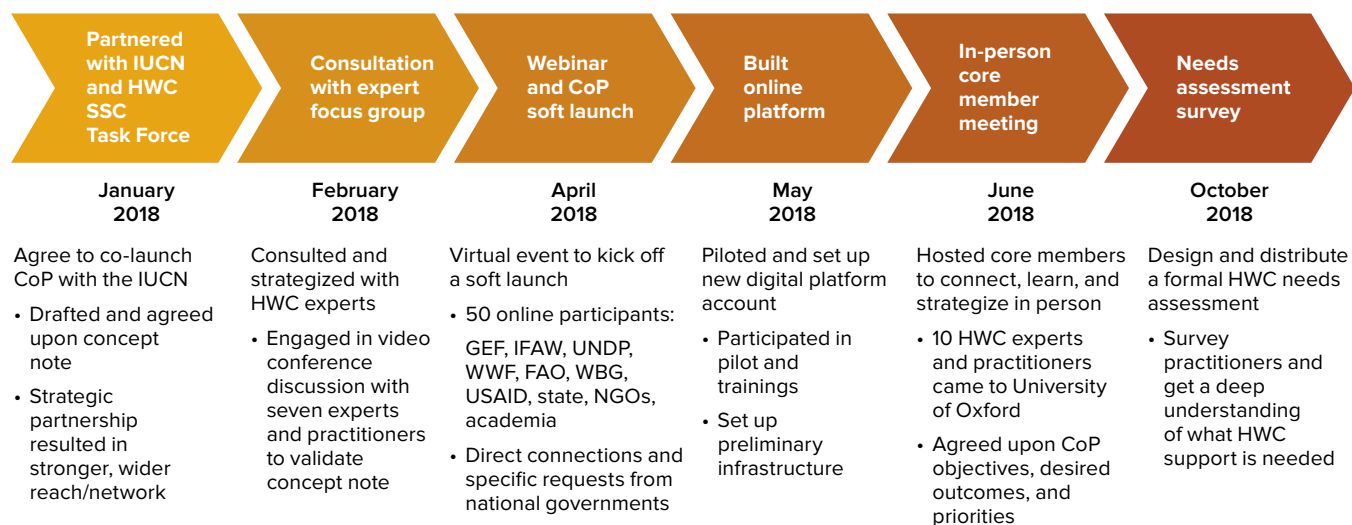 Partnered
with IUCN
and HWC
SSC
Task Force
Consultation
with expert
focus group
Webinar
and CoP
soft launch
Built
online
platform
In-person
core
member
meeting
Needs
assessment
survey
January
2018
February
2018
April
2018
May
2018
June
2018
October
2018
Agree to co-launch
CoP with the IUCN
• Drafted and agreed
upon concept
note
• Strategic
partnership
resulted in
stronger, wider
reach/network
Consulted and
strategized with
HWC experts
• Engaged in video
conference
discussion with
seven experts
and practitioners
to validate
concept note
Virtual event to kick off
a soft launch
• 50 online participants:
GEF, IFAW, UNDP,
WWF, FAO, WBG,
USAID, state, NGOs,
academia
• Direct connections and
specific requests from
national governments
Piloted and set up
new digital platform
account
• Participated in
pilot and
trainings
• Set up
preliminary
infrastructure
Hosted core members
to connect, learn, and
strategize in person
• 10 HWC experts
and practitioners
came to University
of Oxford
• Agreed upon CoP
objectives, desired
outcomes, and
priorities
Design and distribute
a formal HWC needs
assessment
• Survey
practitioners and
get a deep
understanding
of what HWC
support is needed